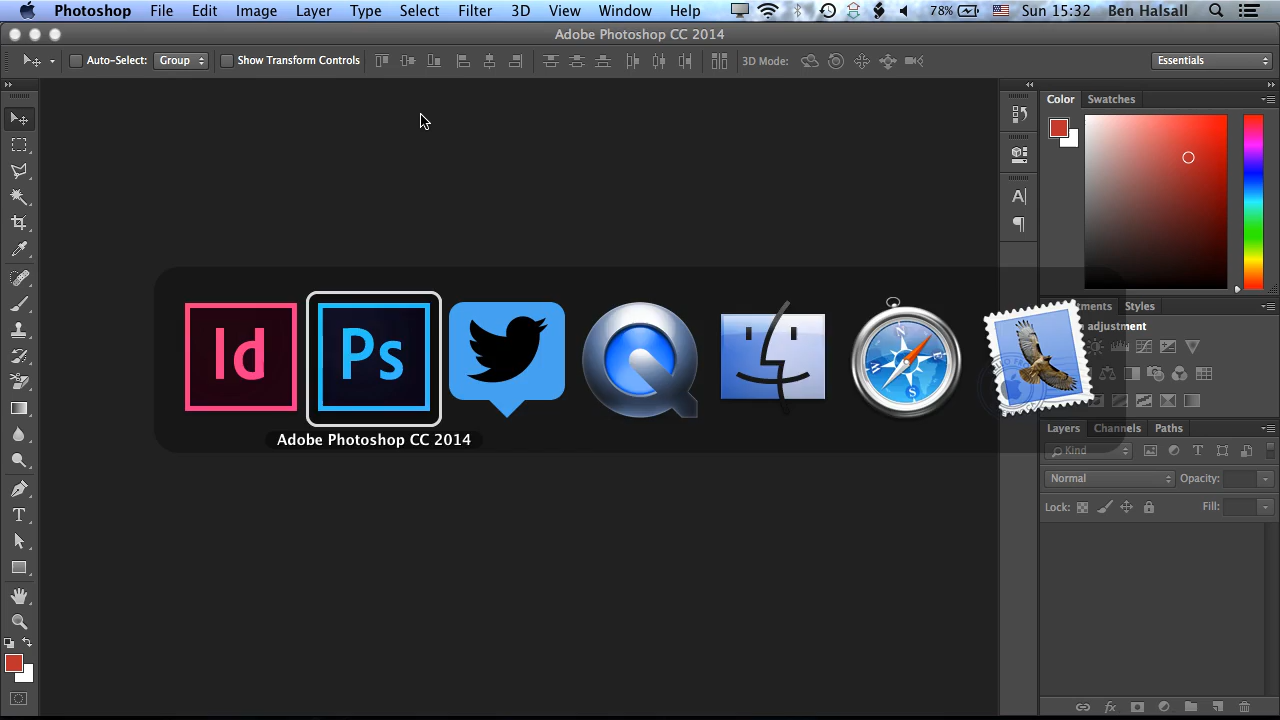 Photoshop File Edit Image Layer Type Select Filter 3D View Window Help 78% Sun 15:32 Ben Halsall
Adobe Photoshop CC 2014
Auto-Select: Group Show Transform Controls 3D Mode: Essentials
Color Swatches
Id Ps
Adobe Photoshop CC 2014
Styles
adjustment
Layers Channels Paths
Kind
Normal Opacity:
Lock: Fill: